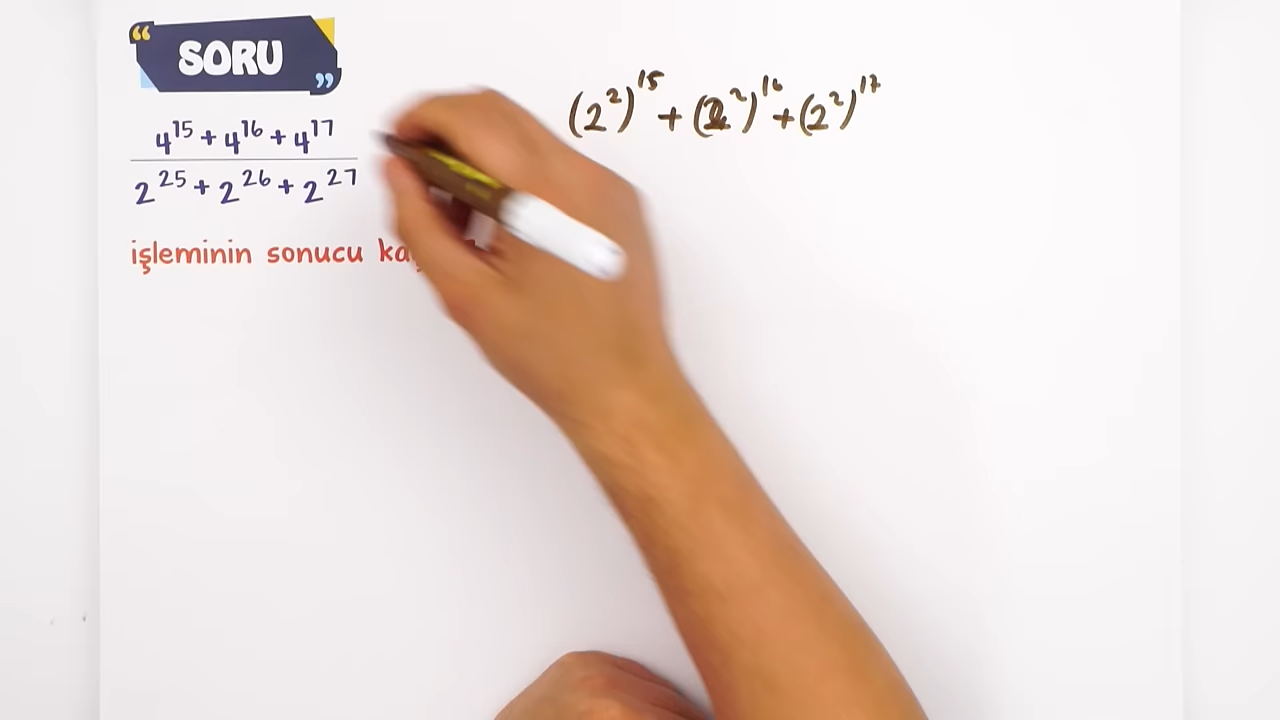 “ SORU ”
4^15 + 4^16 + 4^17
2^25 + 2^26 + 2^27
işleminin sonucu
(2^2)^15 + (2^2)^16 + (2^2)^17